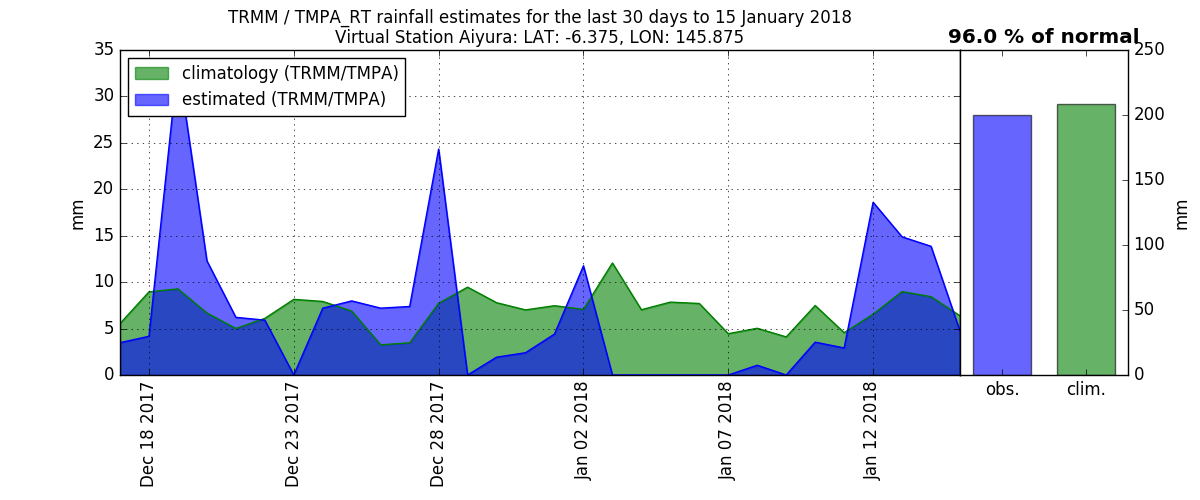 TRMM / TMPA_RT rainfall estimates for the last 30 days to 15 January 2018
Virtual Station Aiyura: LAT: -6.375, LON: 145.875
96.0 % of normal
climatology (TRMM/TMPA)
estimated (TRMM/TMPA)
35
30
25
20
15
10
5
0
mm
Dec 18 2017
Dec 23 2017
Dec 28 2017
Jan 02 2018
Jan 07 2018
Jan 12 2018
obs.
clim.
250
200
150
100
50
0
mm